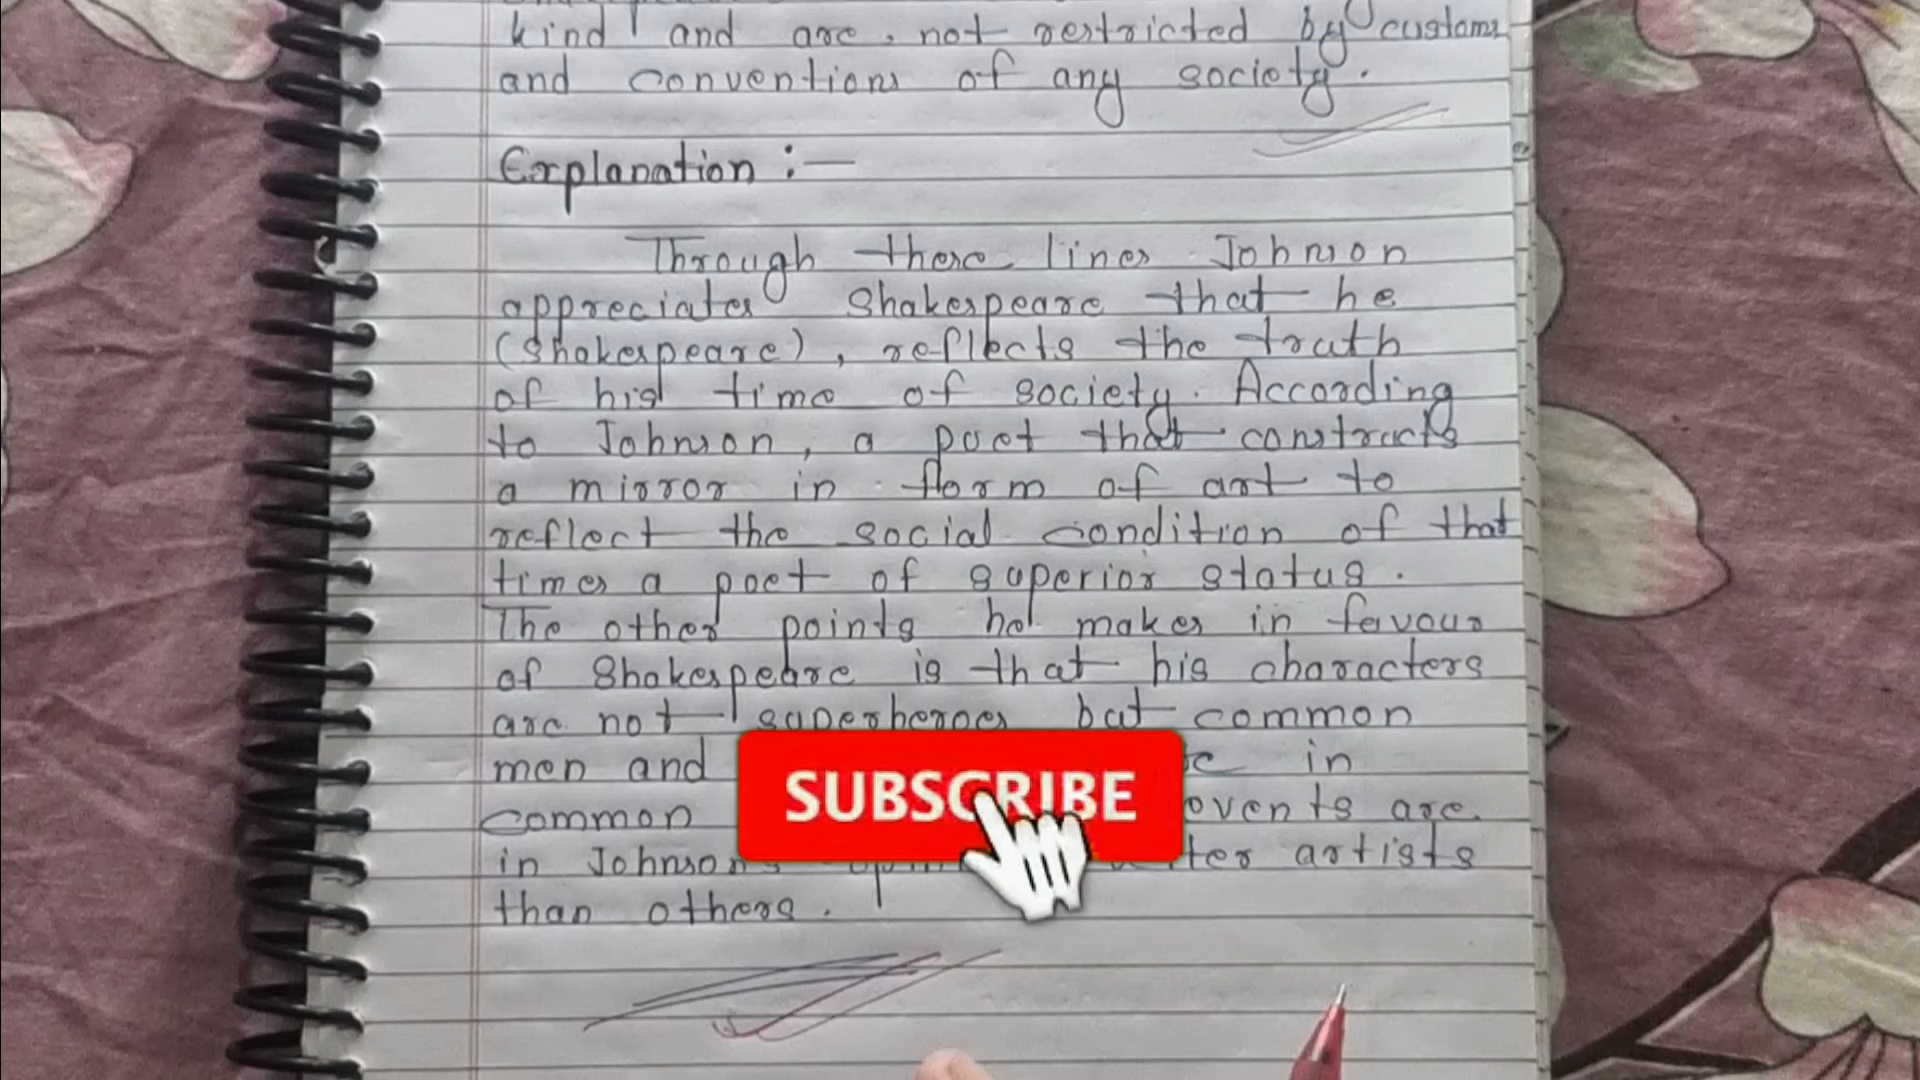 kind and are not restricted by customs
and conventions of any society.
Explanation :-
Through these lines Johnson
appreciates Shakespeare that he
(Shakespeare), reflects the truth
of his time of society. According
to Johnson, a poet that constructs
a mirror in form of art to
reflect the social condition of that
times a poet of superior status.
The other points he makes in favour
of Shakespeare is that his characters
are not superheroes but common
men and in
common events are
in Johnson's artists
than others.
SUBSCRIBE